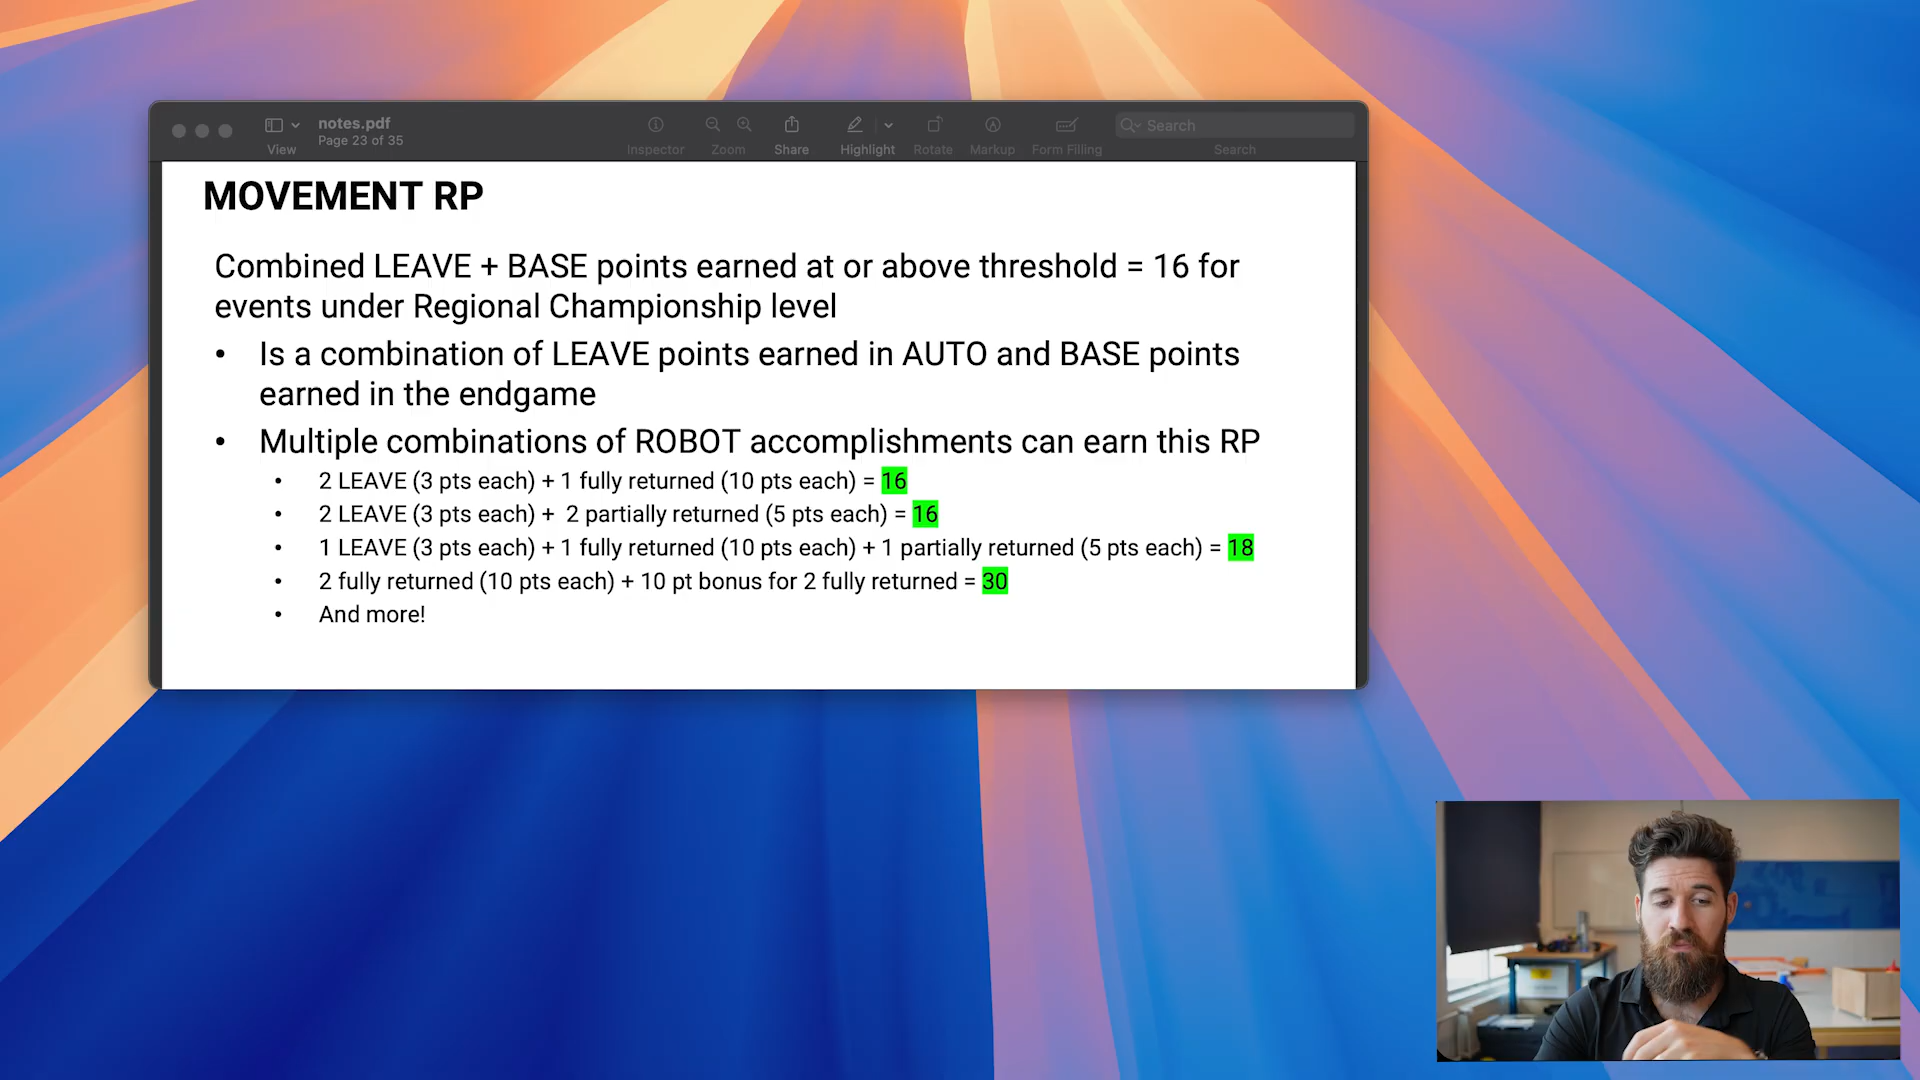 notes.pdf
Page 23 of 35
View
Inspector
Zoom
Share
Highlight
Rotate
Markup
Form Filling
Search
Search
MOVEMENT RP
Combined LEAVE + BASE points earned at or above threshold = 16 for
events under Regional Championship level
• Is a combination of LEAVE points earned in AUTO and BASE points
earned in the endgame
• Multiple combinations of ROBOT accomplishments can earn this RP
• 2 LEAVE (3 pts each) + 1 fully returned (10 pts each) = 16
• 2 LEAVE (3 pts each) + 2 partially returned (5 pts each) = 16
• 1 LEAVE (3 pts each) + 1 fully returned (10 pts each) + 1 partially returned (5 pts each) = 18
• 2 fully returned (10 pts each) + 10 pt bonus for 2 fully returned = 30
• And more!